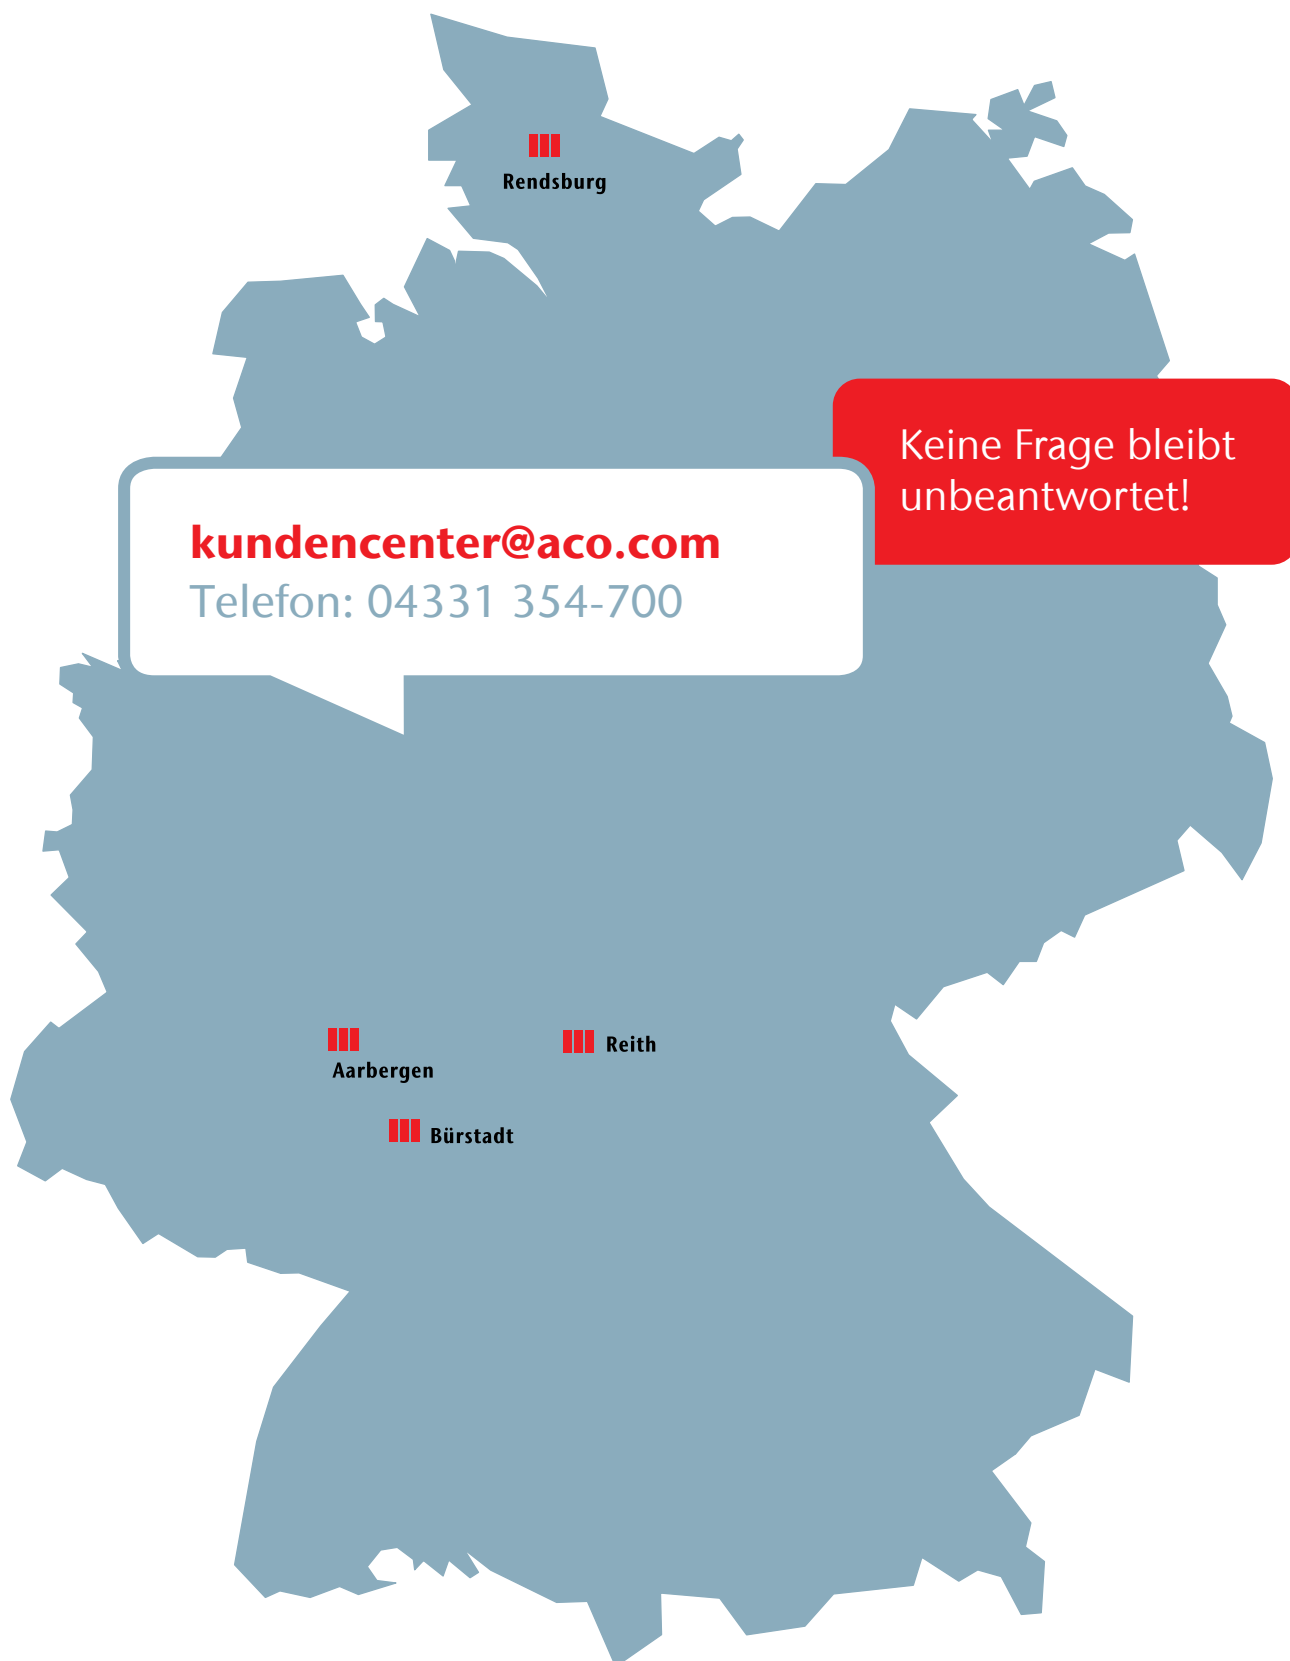 Rendsburg
Keine Frage bleibt
unbeantwortet!
kundencenter@aco.com
Telefon: 04331 354-700
Aarbergen
Reith
Bürstadt